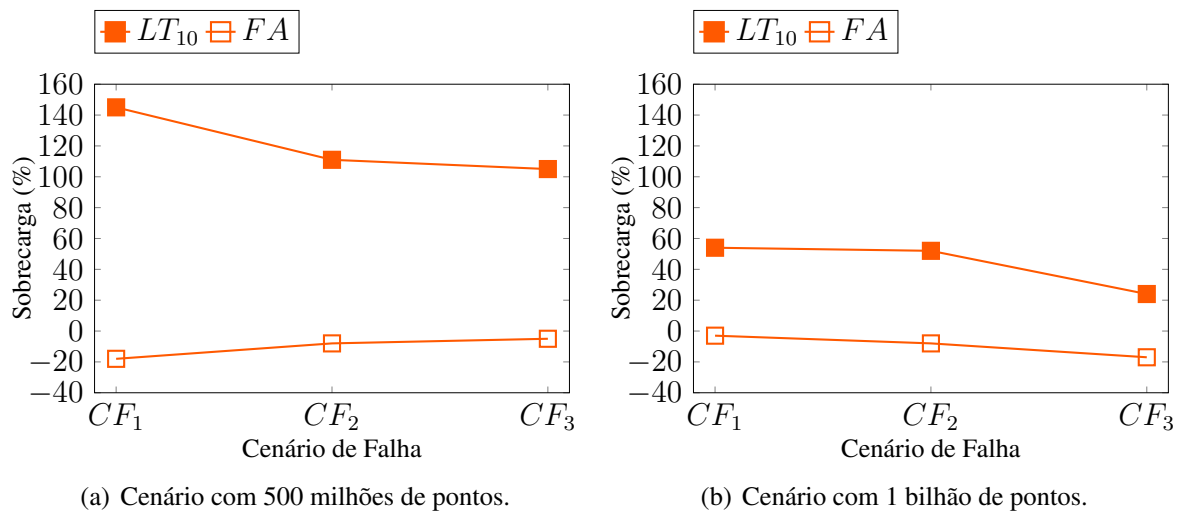 LT10 FA
160
140
120
100
80
60
40
20
0
−20
−40
Sobrecarga (%)
CF1 CF2 CF3
Cenário de Falha
(a) Cenário com 500 milhões de pontos.
LT10 FA
160
140
120
100
80
60
40
20
0
−20
−40
Sobrecarga (%)
CF1 CF2 CF3
Cenário de Falha
(b) Cenário com 1 bilhão de pontos.